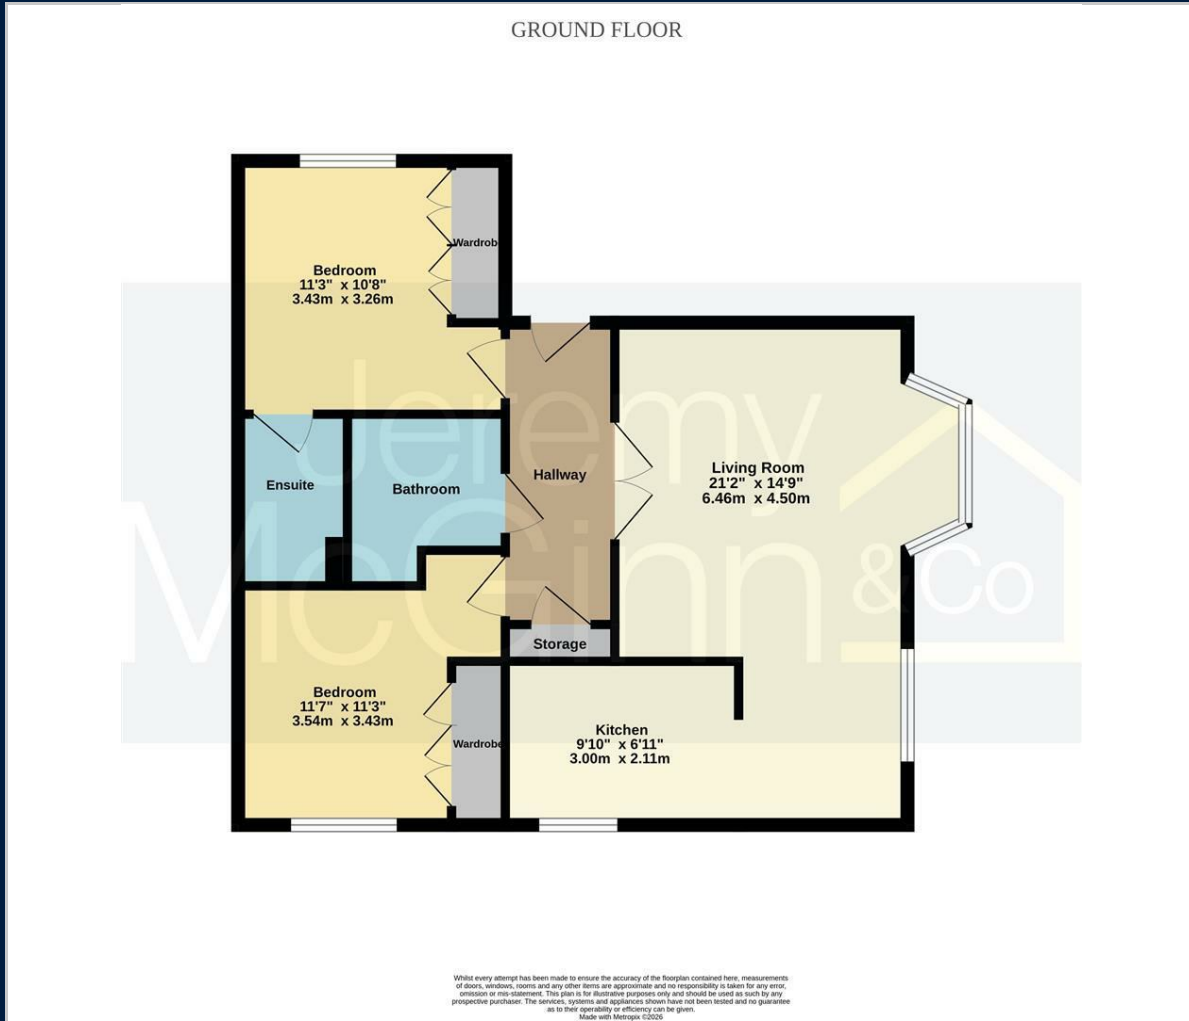 GROUND FLOOR
Wardrobe
Bedroom
11'3" x 10'8"
3.43m x 3.26m
Jeremy
McGinn &Co
Living Room
21'2" x 14'9"
6.46m x 4.50m
Hallway
Ensuite
Bathroom
Storage
Bedroom
11'7" x 11'3"
3.54m x 3.43m
Wardrobe
Kitchen
9'10" x 6'11"
3.00m x 2.11m
Whilst every attempt has been made to ensure the accuracy of the floorplan contained here, measurements
of doors, windows, rooms and any other items are approximate and no responsibility is taken for any error,
omission or mis-statement. This plan is for illustrative purposes only and should be used as such by any
prospective purchaser. The services, systems and appliances shown have not been tested and no guarantee
as to their operability or efficiency can be given.
Made with Metropix ©2026